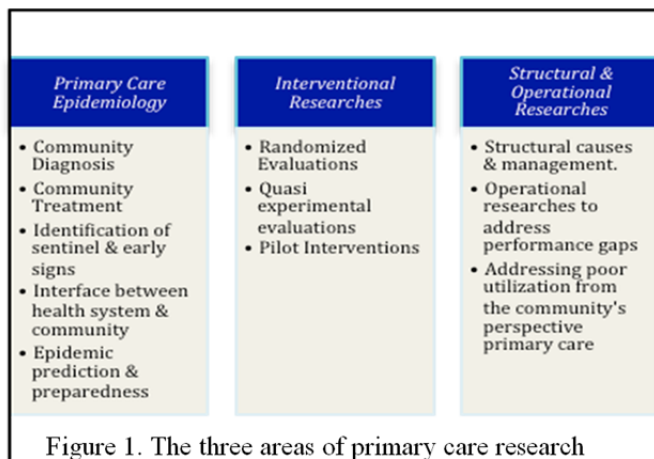 Primary Care
Epidemiology
• Community
Diagnosis
• Community
Treatment
• Identification of
sentinel & early
signs
• Interface between
health system &
community
• Epidemic
prediction &
preparedness
Interventional
Researches
• Randomized
Evaluations
• Quasi
experimental
evaluations
• Pilot Interventions
Structural &
Operational
Researches
• Structural causes
& management.
• Operational
researches to
address
performance gaps
• Addressing poor
utilization from
the community's
perspective
primary care
Figure 1. The three areas of primary care research